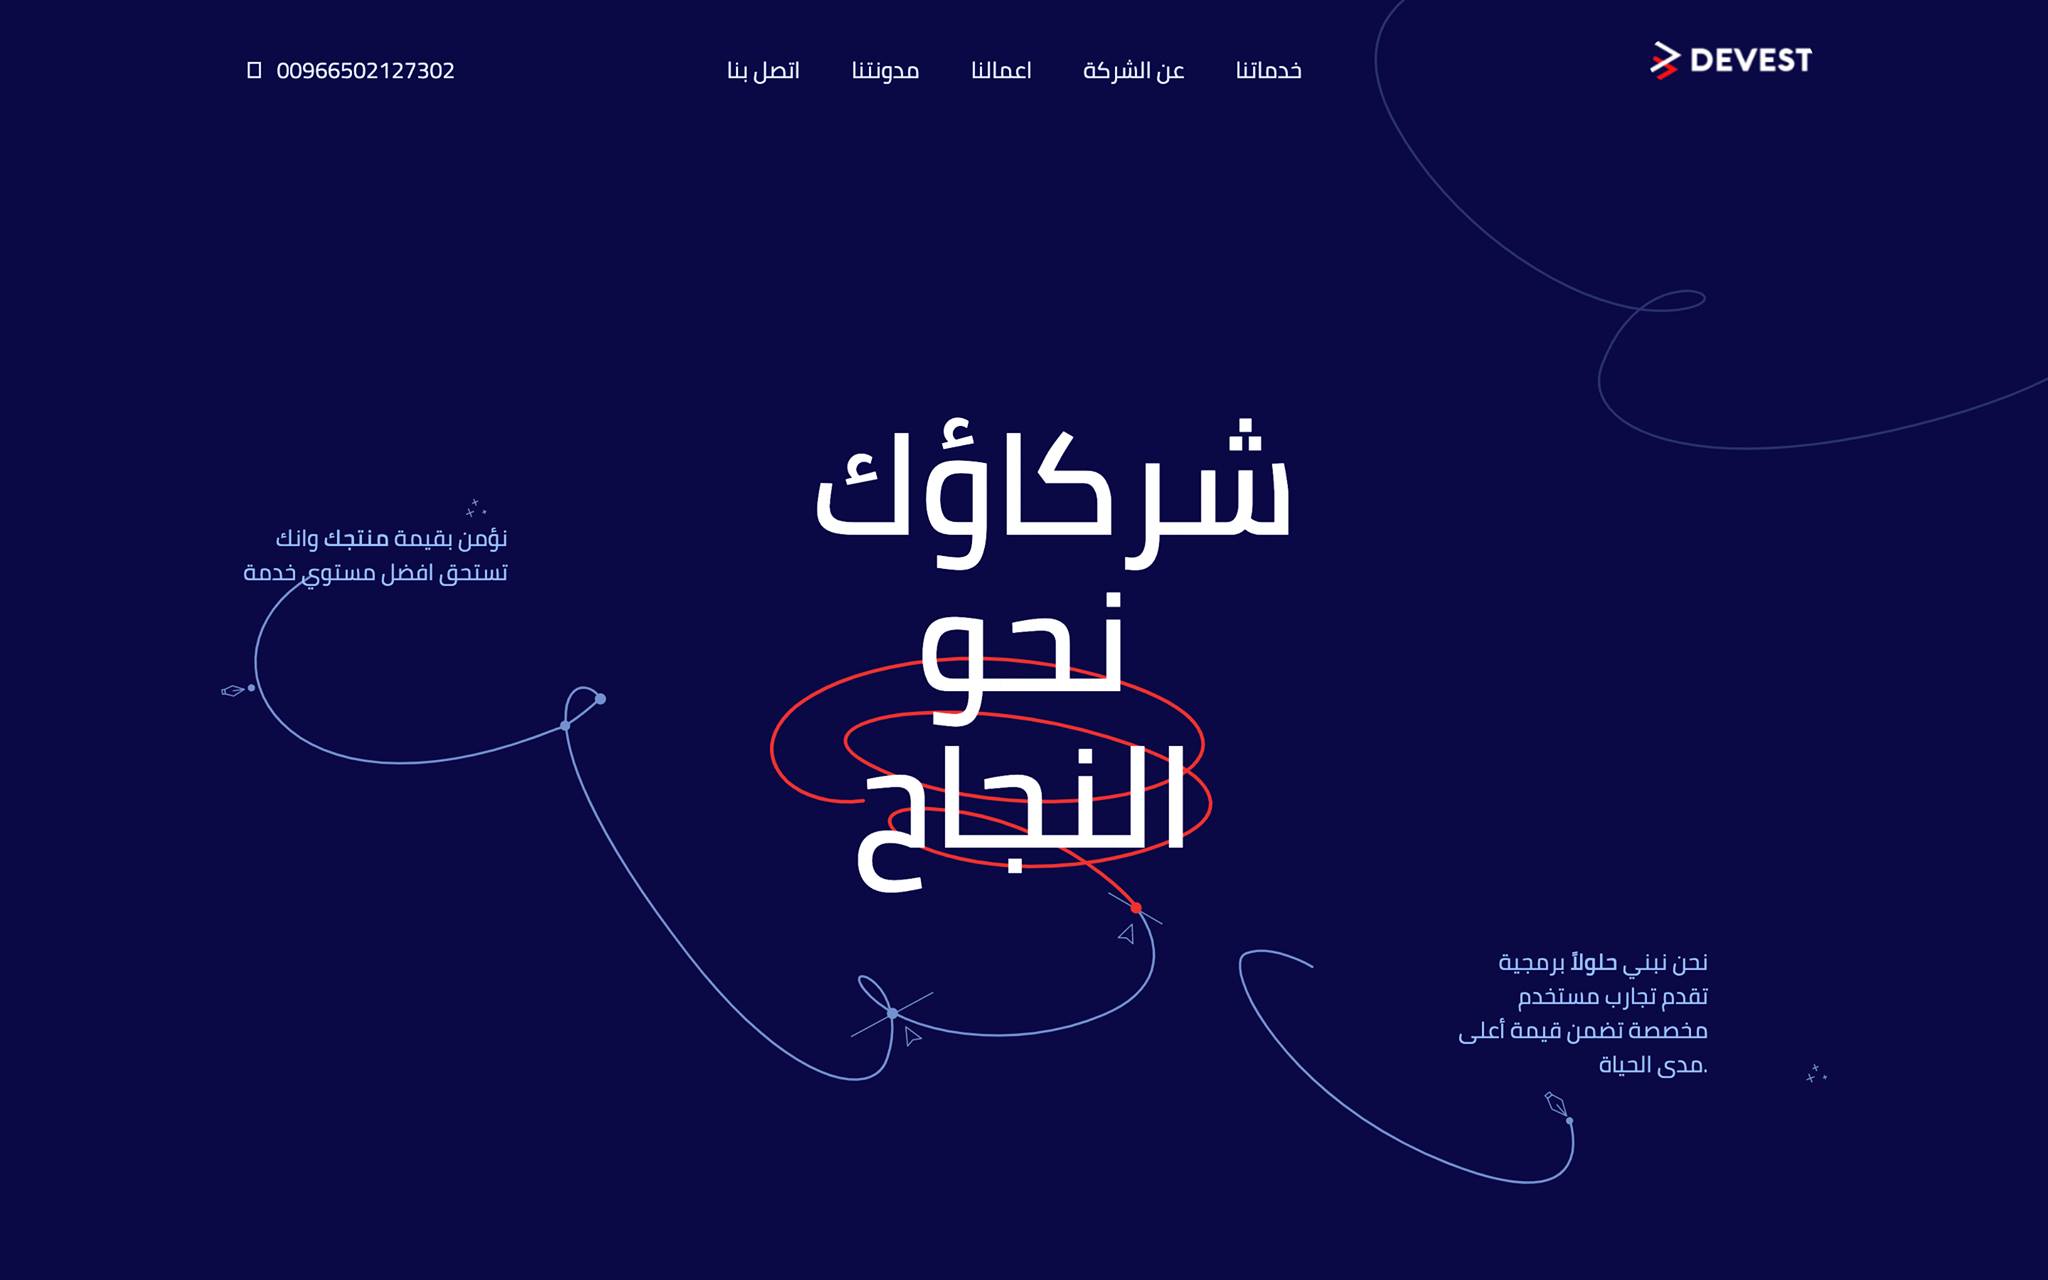 DEVEST
خدماتنا
عن الشركة
اعمالنا
مدونتنا
اتصل بنا
00966502127302
شركاؤك
نحو
النجاح
نؤمن بقيمة منتجك وانك
تستحق افضل مستوي خدمة
نحن نبني حلولاً برمجية
تقدم تجارب مستخدم
مخصصة تضمن قيمة أعلى
.مدى الحياة